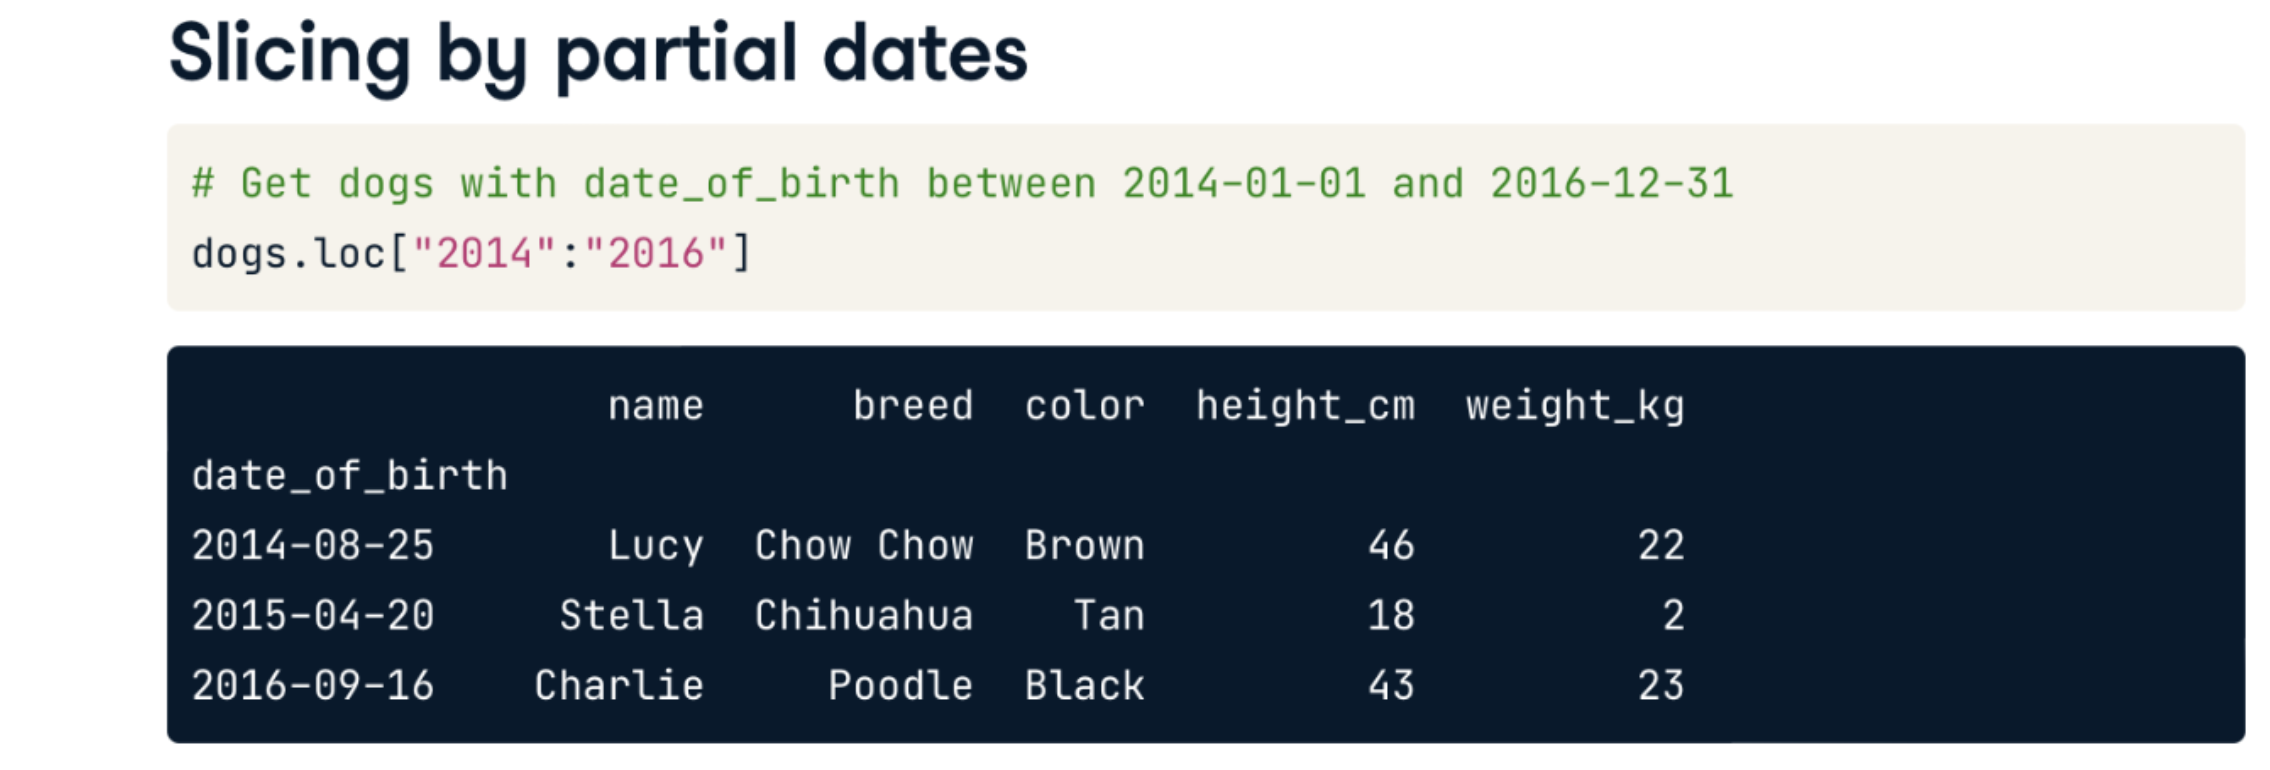 Slicing by partial dates
# Get dogs with date_of_birth between 2014-01-01 and 2016-12-31
dogs.loc["2014":"2016"]
name breed color height_cm weight_kg
date_of_birth
2014-08-25 Lucy Chow Chow Brown 46 22
2015-04-20 Stella Chihuahua Tan 18 2
2016-09-16 Charlie Poodle Black 43 23